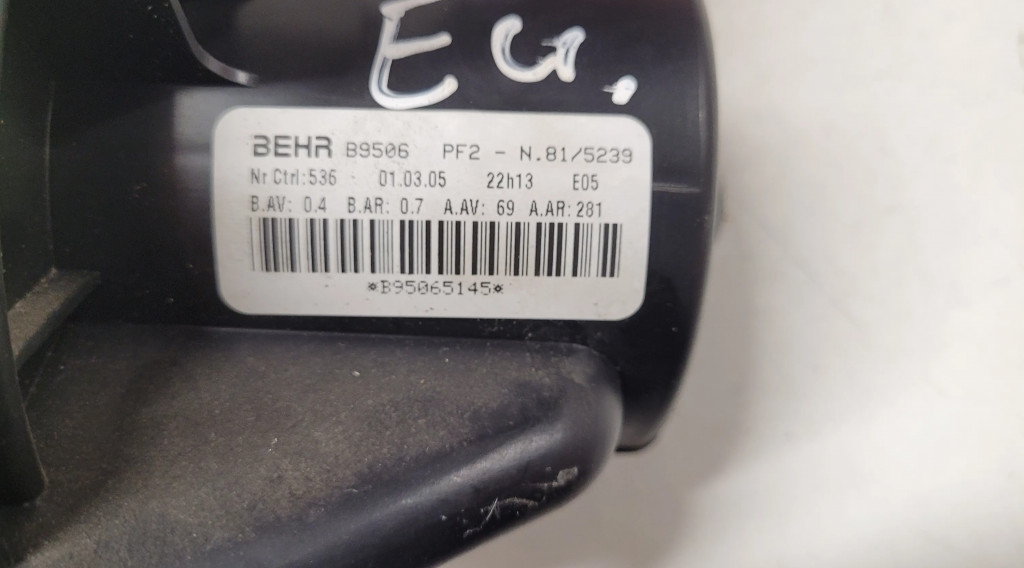 EGr.
BEHR B9506 PF2 - N.81/5239
Nr Ctrl:536 - 01.03.05 22h13 E05
B.AV: 0.4 B.AR: 0.7 A.AV: 69 A.AR:281
*B95065145*